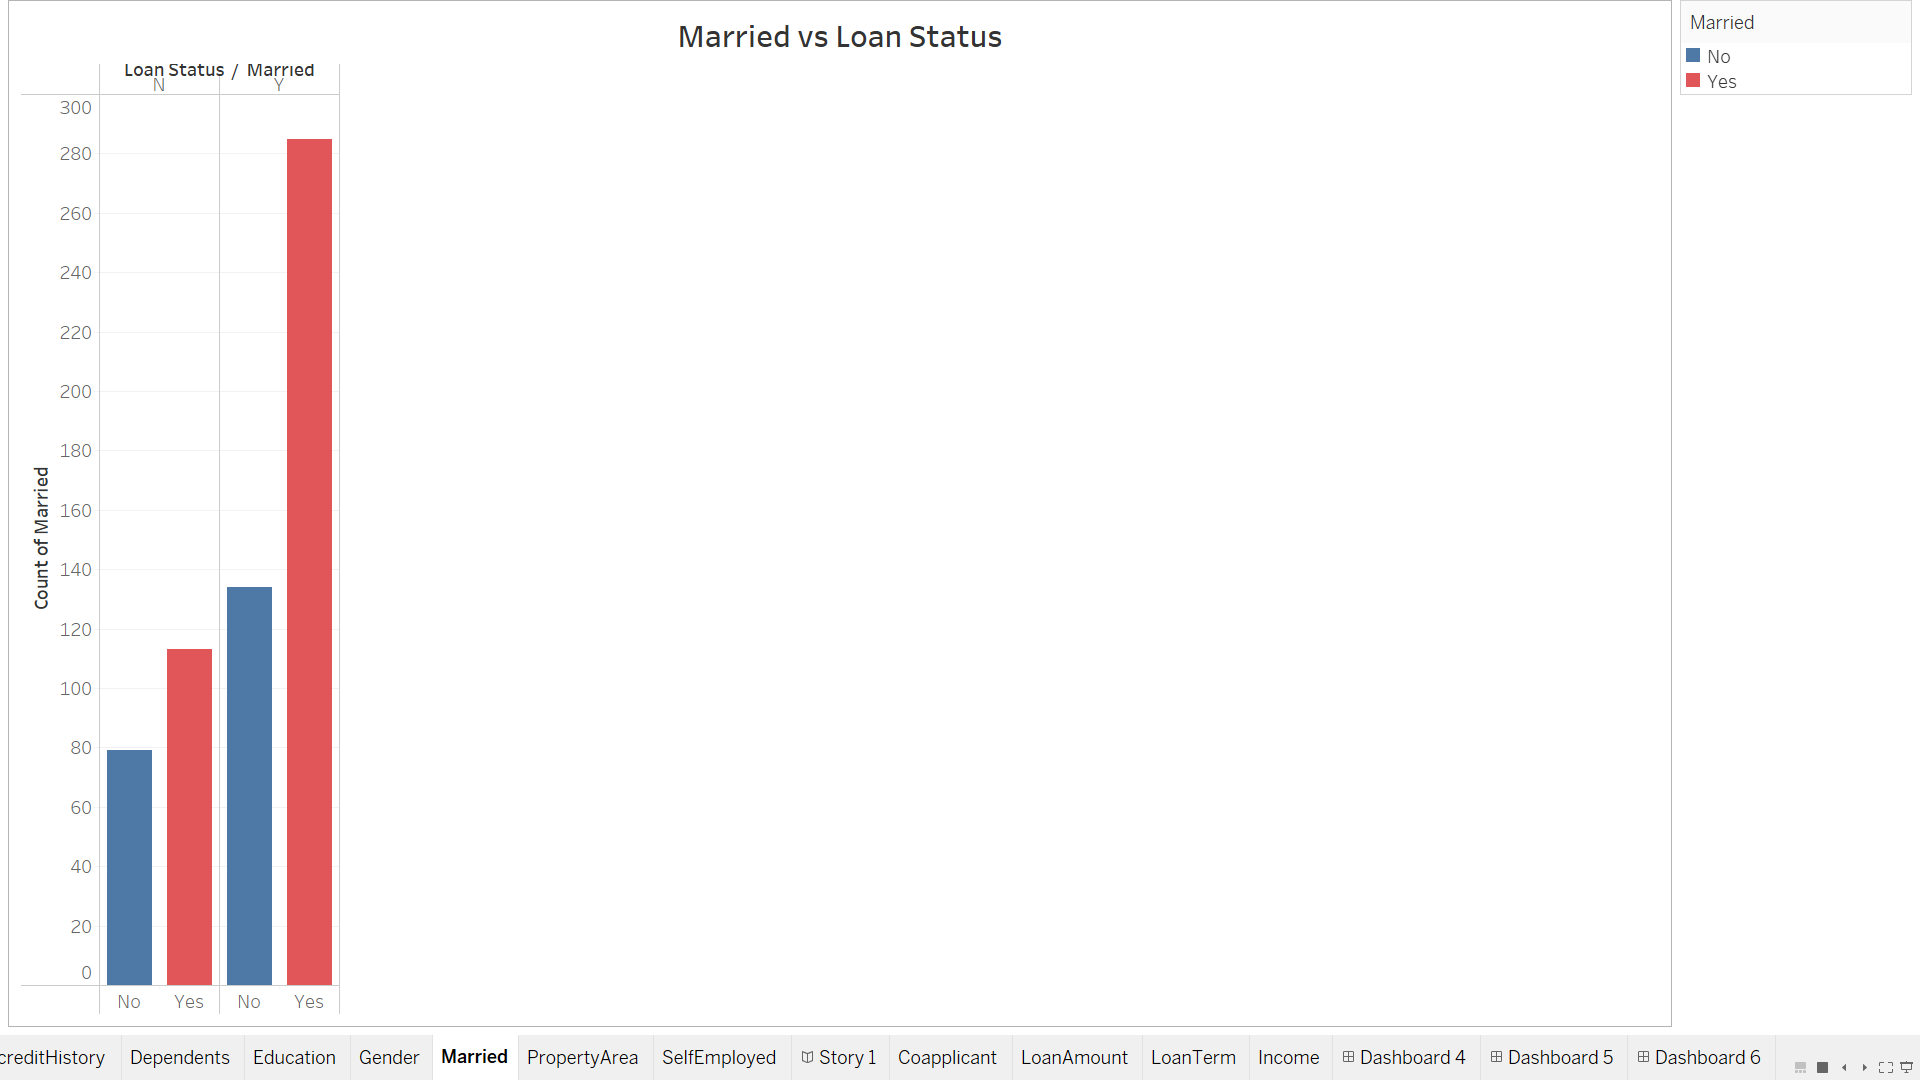 Married vs Loan Status
Loan Status / Married
N Y
300
280
260
240
220
200
180
160
140
120
100
80
60
40
20
0
Count of Married
No Yes No Yes
Married
No
Yes
creditHistory Dependents Education Gender Married PropertyArea SelfEmployed Story 1 Coapplicant LoanAmount LoanTerm Income Dashboard 4 Dashboard 5 Dashboard 6